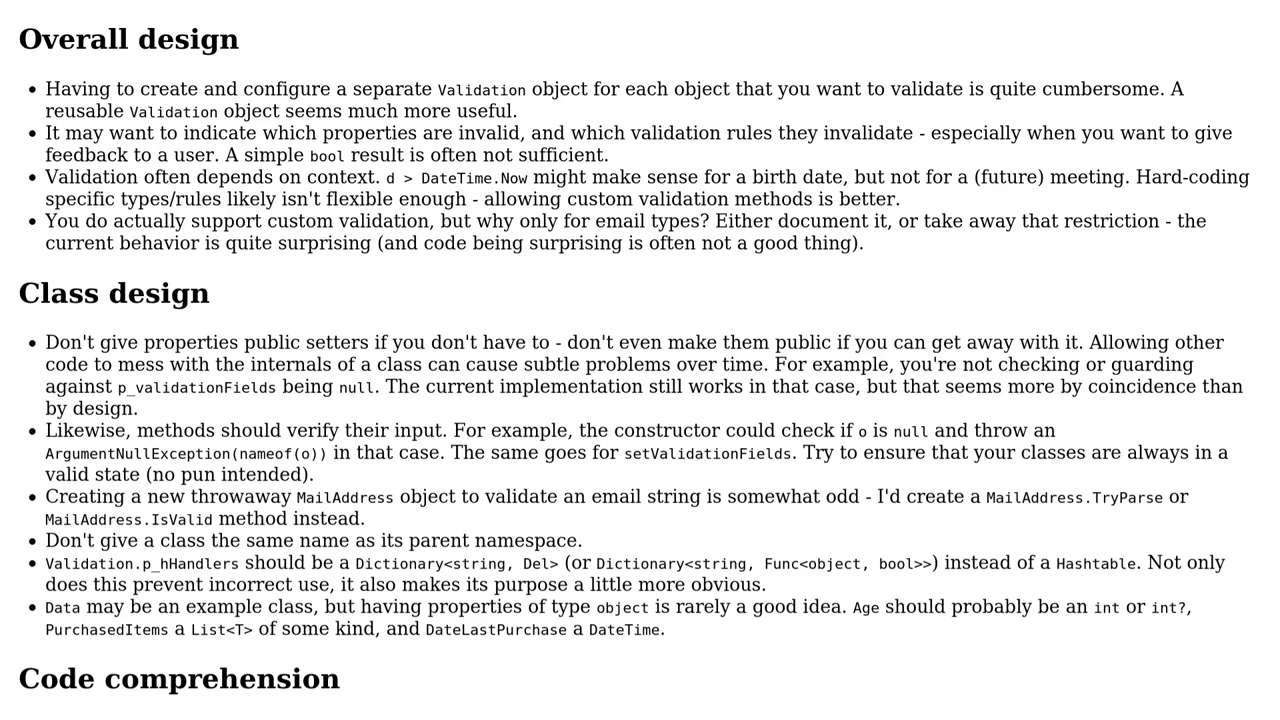 Overall design
• Having to create and configure a separate Validation object for each object that you want to validate is quite cumbersome. A
reusable Validation object seems much more useful.
• It may want to indicate which properties are invalid, and which validation rules they invalidate - especially when you want to give
feedback to a user. A simple bool result is often not sufficient.
• Validation often depends on context. d > DateTime.Now might make sense for a birth date, but not for a (future) meeting. Hard-coding
specific types/rules likely isn't flexible enough - allowing custom validation methods is better.
• You do actually support custom validation, but why only for email types? Either document it, or take away that restriction - the
current behavior is quite surprising (and code being surprising is often not a good thing).
Class design
• Don't give properties public setters if you don't have to - don't even make them public if you can get away with it. Allowing other
code to mess with the internals of a class can cause subtle problems over time. For example, you're not checking or guarding
against p_validationFields being null. The current implementation still works in that case, but that seems more by coincidence than
by design.
• Likewise, methods should verify their input. For example, the constructor could check if o is null and throw an
ArgumentNullException(nameof(o)) in that case. The same goes for setValidationFields. Try to ensure that your classes are always in a
valid state (no pun intended).
• Creating a new throwaway MailAddress object to validate an email string is somewhat odd - I'd create a MailAddress.TryParse or
MailAddress.IsValid method instead.
• Don't give a class the same name as its parent namespace.
• Validation.p_hHandlers should be a Dictionary<string, Del> (or Dictionary<string, Func<object, bool>>) instead of a Hashtable. Not only
does this prevent incorrect use, it also makes its purpose a little more obvious.
• Data may be an example class, but having properties of type object is rarely a good idea. Age should probably be an int or int?,
PurchasedItems a List<T> of some kind, and DateLastPurchase a DateTime.
Code comprehension